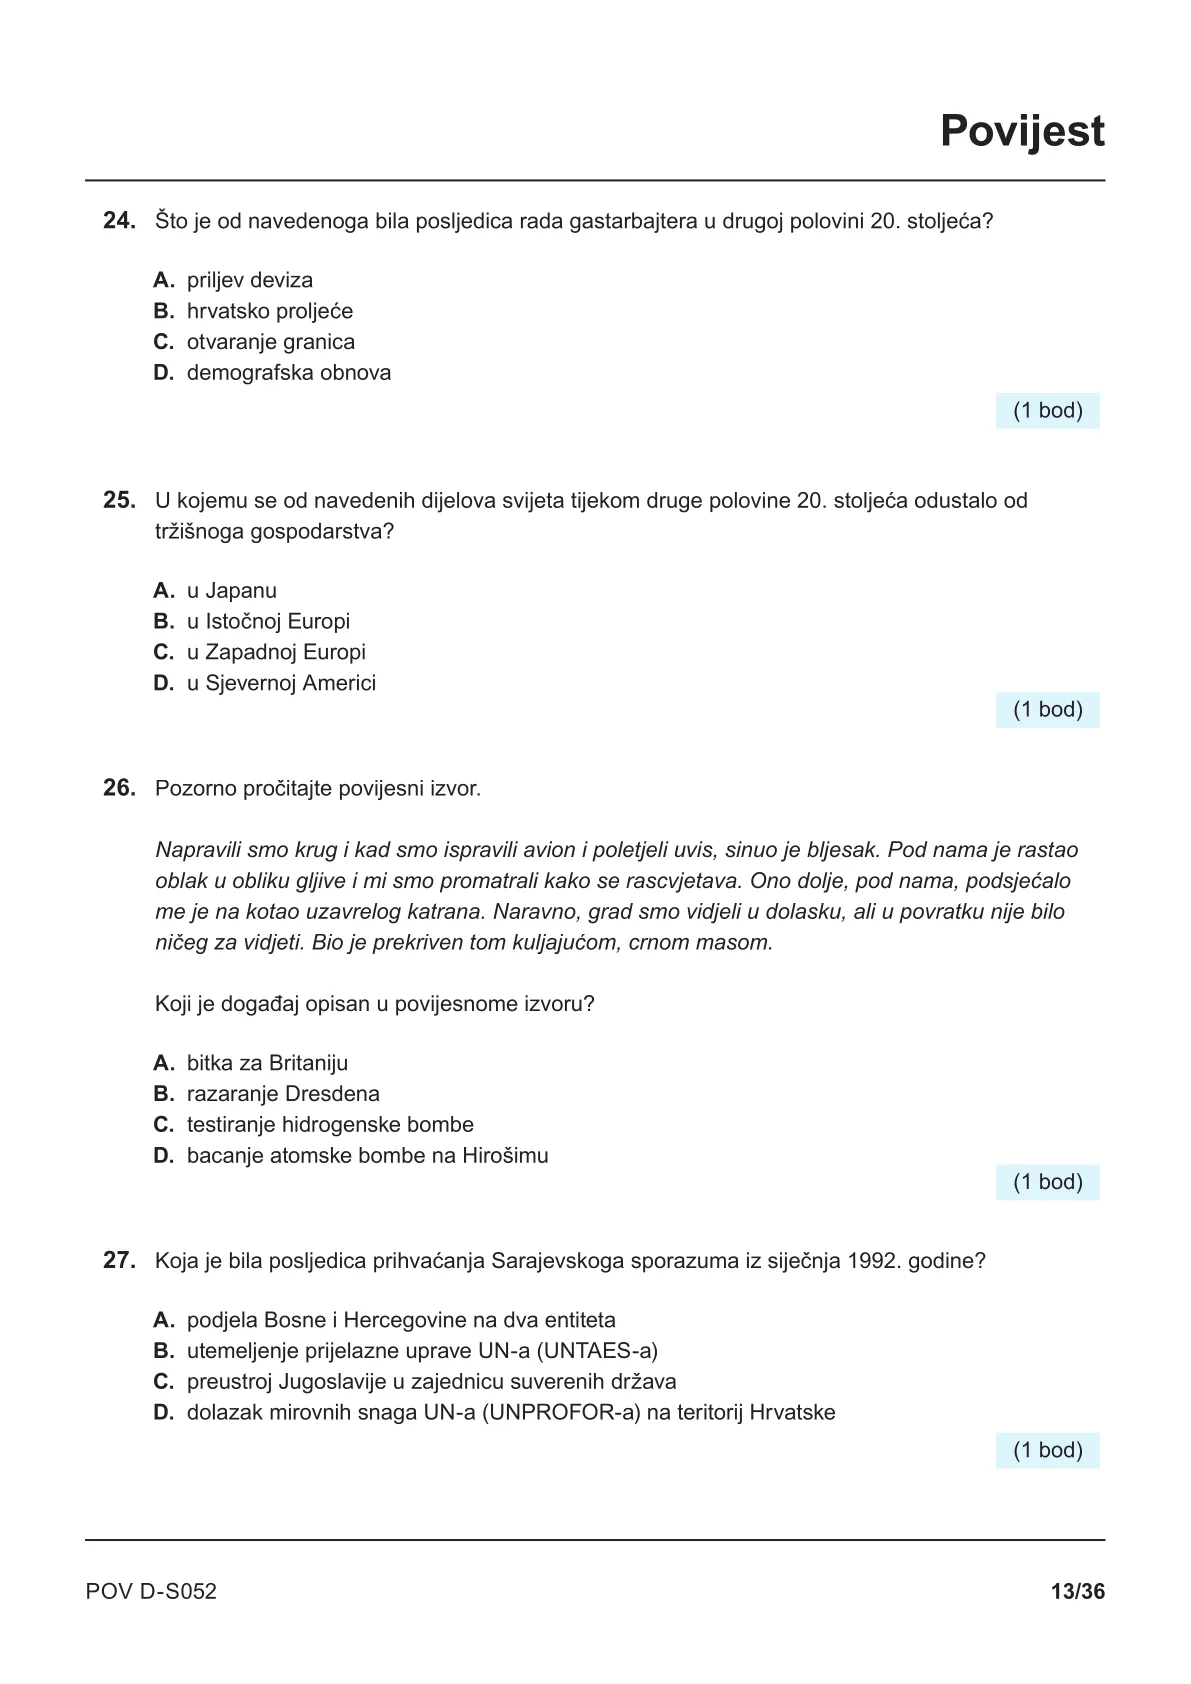 Povijest
24. Što je od navedenoga bila posljedica rada gastarbajtera u drugoj polovini 20. stoljeća?
A. priljev deviza
B. hrvatsko proljeće
C. otvaranje granica
D. demografska obnova
(1 bod)
25. U kojemu se od navedenih dijelova svijeta tijekom druge polovine 20. stoljeća odustalo od
tržišnoga gospodarstva?
A. u Japanu
B. u Istočnoj Europi
C. u Zapadnoj Europi
D. u Sjevernoj Americi
(1 bod)
26. Pozorno pročitajte povijesni izvor.
Napravili smo krug i kad smo ispravili avion i poletjeli uvis, sinuo je bljesak. Pod nama je rastao
oblak u obliku gljive i mi smo promatrali kako se rascvjetava. Ono dolje, pod nama, podsjećalo
me je na kotao uzavrelog katrana. Naravno, grad smo vidjeli u dolasku, ali u povratku nije bilo
ničeg za vidjeti. Bio je prekriven tom kuljajućom, crnom masom.
Koji je događaj opisan u povijesnome izvoru?
A. bitka za Britaniju
B. razaranje Dresdena
C. testiranje hidrogenske bombe
D. bacanje atomske bombe na Hirošimu
(1 bod)
27. Koja je bila posljedica prihvaćanja Sarajevskoga sporazuma iz siječnja 1992. godine?
A. podjela Bosne i Hercegovine na dva entiteta
B. utemeljenje prijelazne uprave UN-a (UNTAES-a)
C. preustroj Jugoslavije u zajednicu suverenih država
D. dolazak mirovnih snaga UN-a (UNPROFOR-a) na teritorij Hrvatske
(1 bod)
POV D-S052
13/36